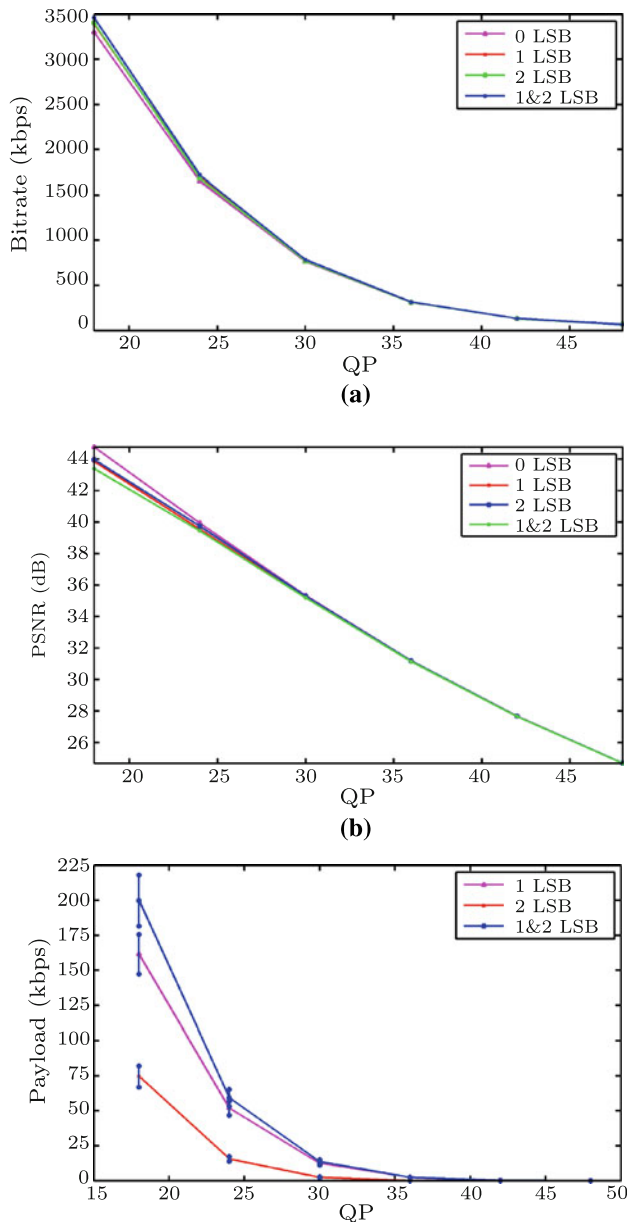 3500
3000
2500
2000
1500
1000
500
0
Bitrate (kbps)
0 LSB
1 LSB
2 LSB
1&2 LSB
20 25 30 35 40 45
QP
(a)
44
42
40
38
36
34
32
30
28
26
PSNR (dB)
0 LSB
1 LSB
2 LSB
1&2 LSB
20 25 30 35 40 45
QP
(b)
225
200
175
150
125
100
75
50
25
0
Payload (kbps)
1 LSB
2 LSB
1&2 LSB
15 20 25 30 35 40 45 50
QP